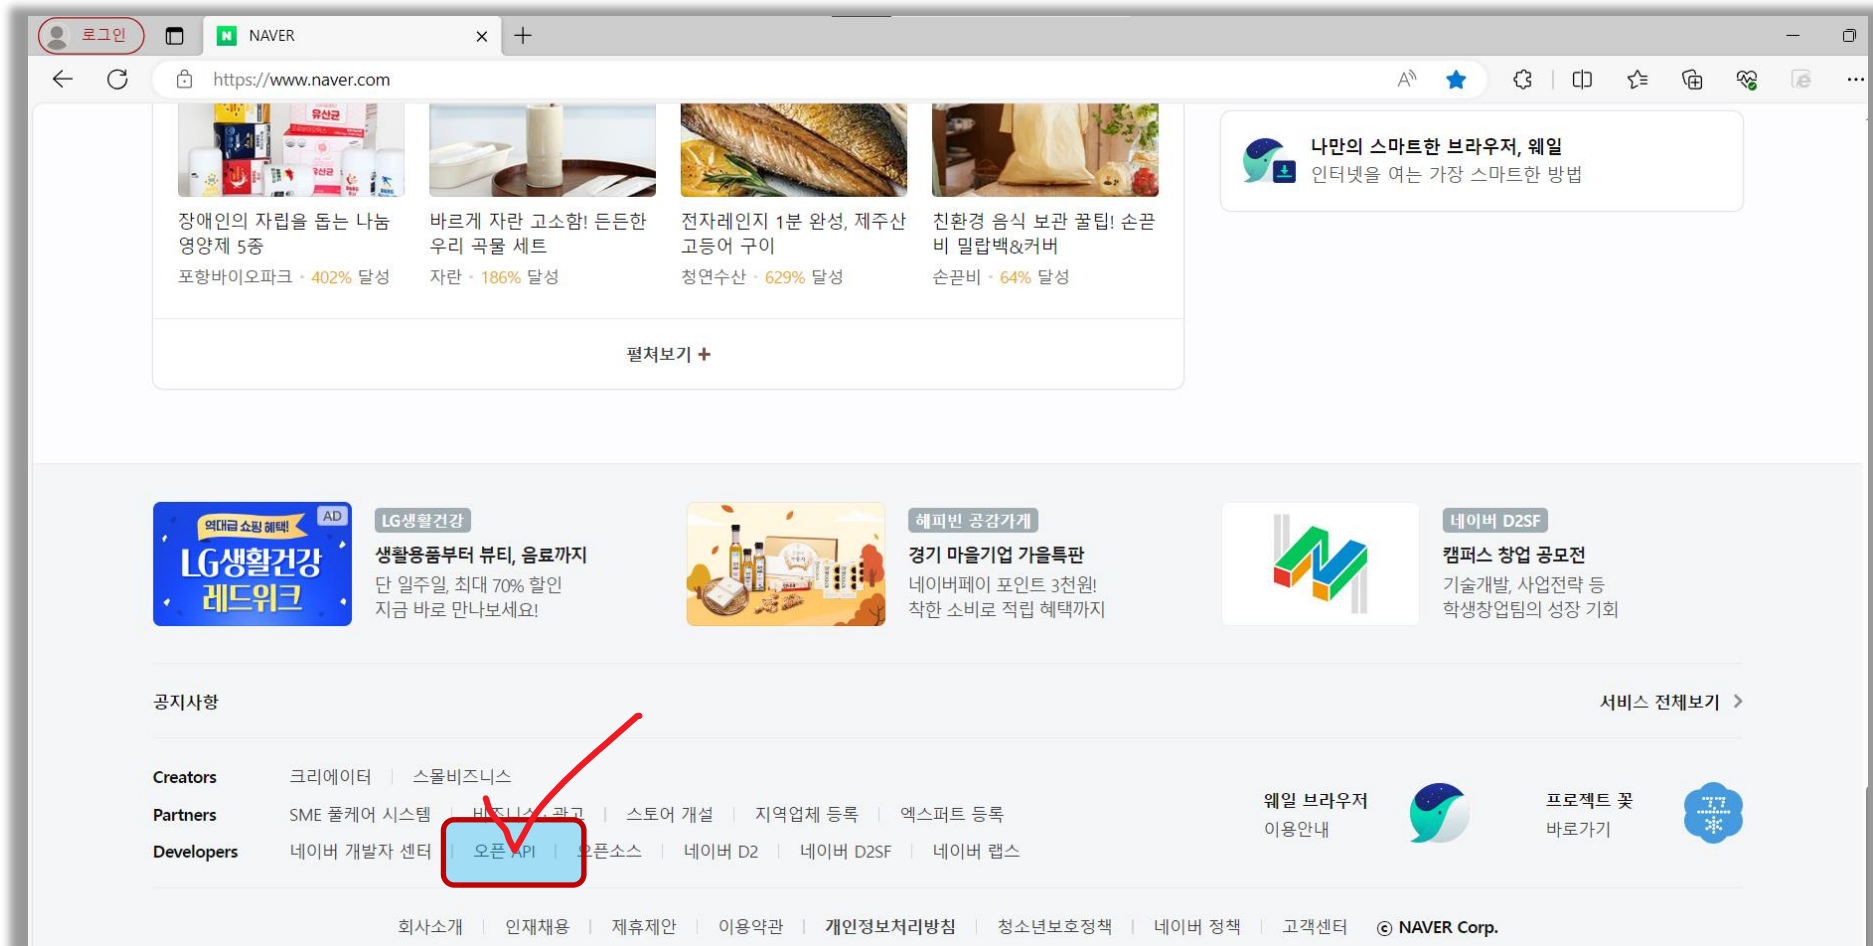 로그인 NAVER
https://www.naver.com
유산균
유산균
나만의 스마트한 브라우저, 웨일
인터넷을 여는 가장 스마트한 방법
장애인의 자립을 돕는 나눔
영양제 5종
포항바이오파크 · 402% 달성
바르게 자란 고소함! 든든한
우리 곡물 세트
자란 · 186% 달성
전자레인지 1분 완성, 제주산
고등어 구이
청연수산 · 629% 달성
친환경 음식 보관 꿀팁! 손끝
비 밀랍백&커버
손끝비 · 64% 달성
펼쳐보기 +
역대급 쇼핑 혜택! AD
LG생활건강
레드위크
LG생활건강
생활용품부터 뷰티, 음료까지
단 일주일, 최대 70% 할인
지금 바로 만나보세요!
해피빈 공감가게
경기 마을기업 가을특판
네이버페이 포인트 3천원!
착한 소비로 적립 혜택까지
네이버 D2SF
캠퍼스 창업 공모전
기술개발, 사업전략 등
학생창업팀의 성장 기회
공지사항
서비스 전체보기
Creators 크리에이터 스몰비즈니스
Partners SME 풀케어 시스템 비즈니스 · 광고 스토어 개설 지역업체 등록 엑스퍼트 등록
Developers 네이버 개발자 센터 오픈 API 오픈소스 네이버 D2 네이버 D2SF 네이버 랩스
웨일 브라우저
이용안내
프로젝트 꽃
바로가기
회사소개 인재채용 제휴제안 이용약관 개인정보처리방침 청소년보호정책 네이버 정책 고객센터 ⓒ NAVER Corp.